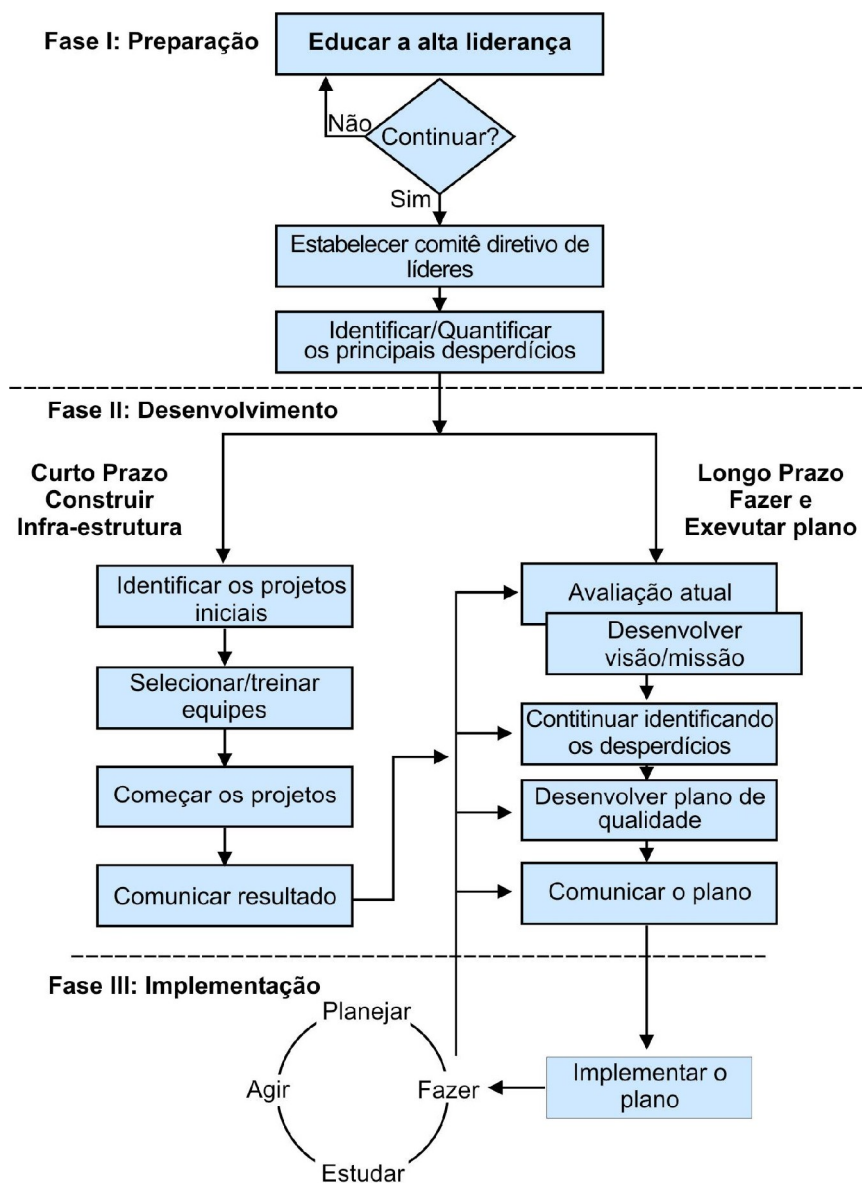 Fase I: Preparação
Educar a alta liderança
Não
Continuar?
Sim
Estabelecer comitê diretivo de
líderes
Identificar/Quantificar
os principais desperdícios
Fase II: Desenvolvimento
Curto Prazo
Construir
Infra-estrutura
Longo Prazo
Fazer e
Exevutar plano
Identificar os projetos
iniciais
Selecionar/treinar
equipes
Começar os projetos
Comunicar resultado
Avaliação atual
Desenvolver
visão/missão
Contitinuar identificando
os desperdícios
Desenvolver plano de
qualidade
Comunicar o plano
Fase III: Implementação
Planejar
Agir
Fazer
Estudar
Implementar o
plano